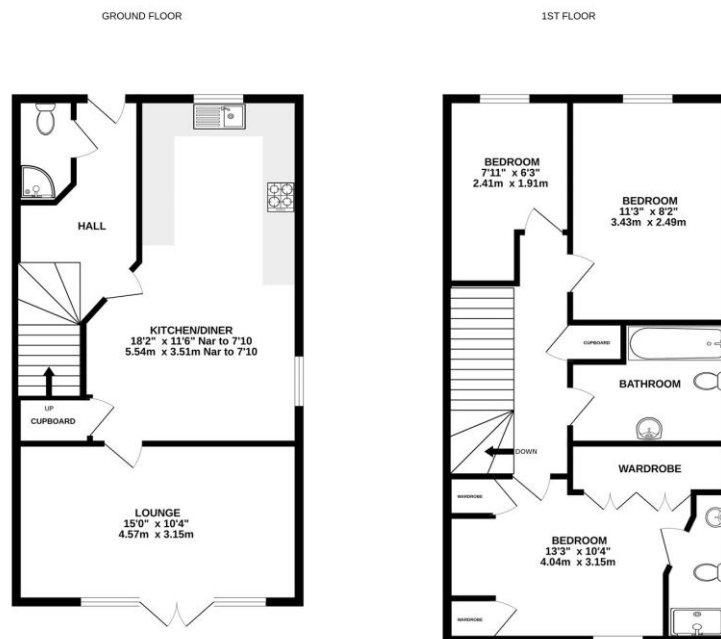 GROUND FLOOR
HALL
KITCHEN/DINER
18'2" x 11'6" Nar to 7'10
5.54m x 3.51m Nar to 7'10
UP
CUPBOARD
LOUNGE
15'0" x 10'4"
4.57m x 3.15m
1ST FLOOR
BEDROOM
7'11" x 6'3"
2.41m x 1.91m
BEDROOM
11'3" x 8'2"
3.43m x 2.49m
CUPBOARD
BATHROOM
DOWN
WARDROBE
WARDROBE
BEDROOM
13'3" x 10'4"
4.04m x 3.15m
WARDROBE